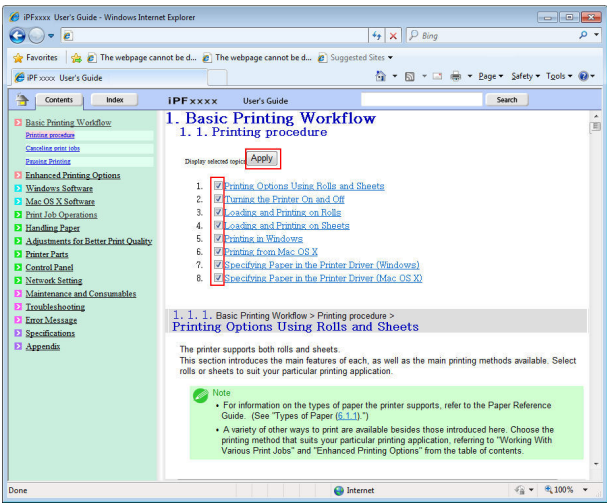 iPFxxxx User's Guide - Windows Internet Explorer
Bing
Favorites The webpage cannot be d... The webpage cannot be d... Suggested Sites
iPF xxxx User's Guide Page Safety Tools
Contents Index iPFxxxx User's Guide Search
Basic Printing Workflow
Printing procedure
Canceling print jobs
Pausing Printing
Enhanced Printing Options
Windows Software
Mac OS X Software
Print Job Operations
Handling Paper
Adjustments for Better Print Quality
Printer Parts
Control Panel
Network Setting
Maintenance and Consumables
Troubleshooting
Error Message
Specifications
Appendix
1. Basic Printing Workflow
1. 1. Printing procedure
Display selected topics Apply
1. Printing Options Using Rolls and Sheets
2. Turning the Printer On and Off
3. Loading and Printing on Rolls
4. Loading and Printing on Sheets
5. Printing in Windows
6. Printing from Mac OS X
7. Specifying Paper in the Printer Driver (Windows)
8. Specifying Paper in the Printer Driver (Mac OS X)
1. 1. 1. Basic Printing Workflow > Printing procedure >
Printing Options Using Rolls and Sheets
The printer supports both rolls and sheets.
This section introduces the main features of each, as well as the main printing methods available. Select
rolls or sheets to suit your particular printing application.
Note
• For information on the types of paper the printer supports, refer to the Paper Reference
Guide. (See "Types of Paper (6.1.1).")
• A variety of other ways to print are available besides those introduced here. Choose the
printing method that suits your particular printing application, referring to "Working With
Various Print Jobs" and "Enhanced Printing Options" from the table of contents.
Done Internet 100%